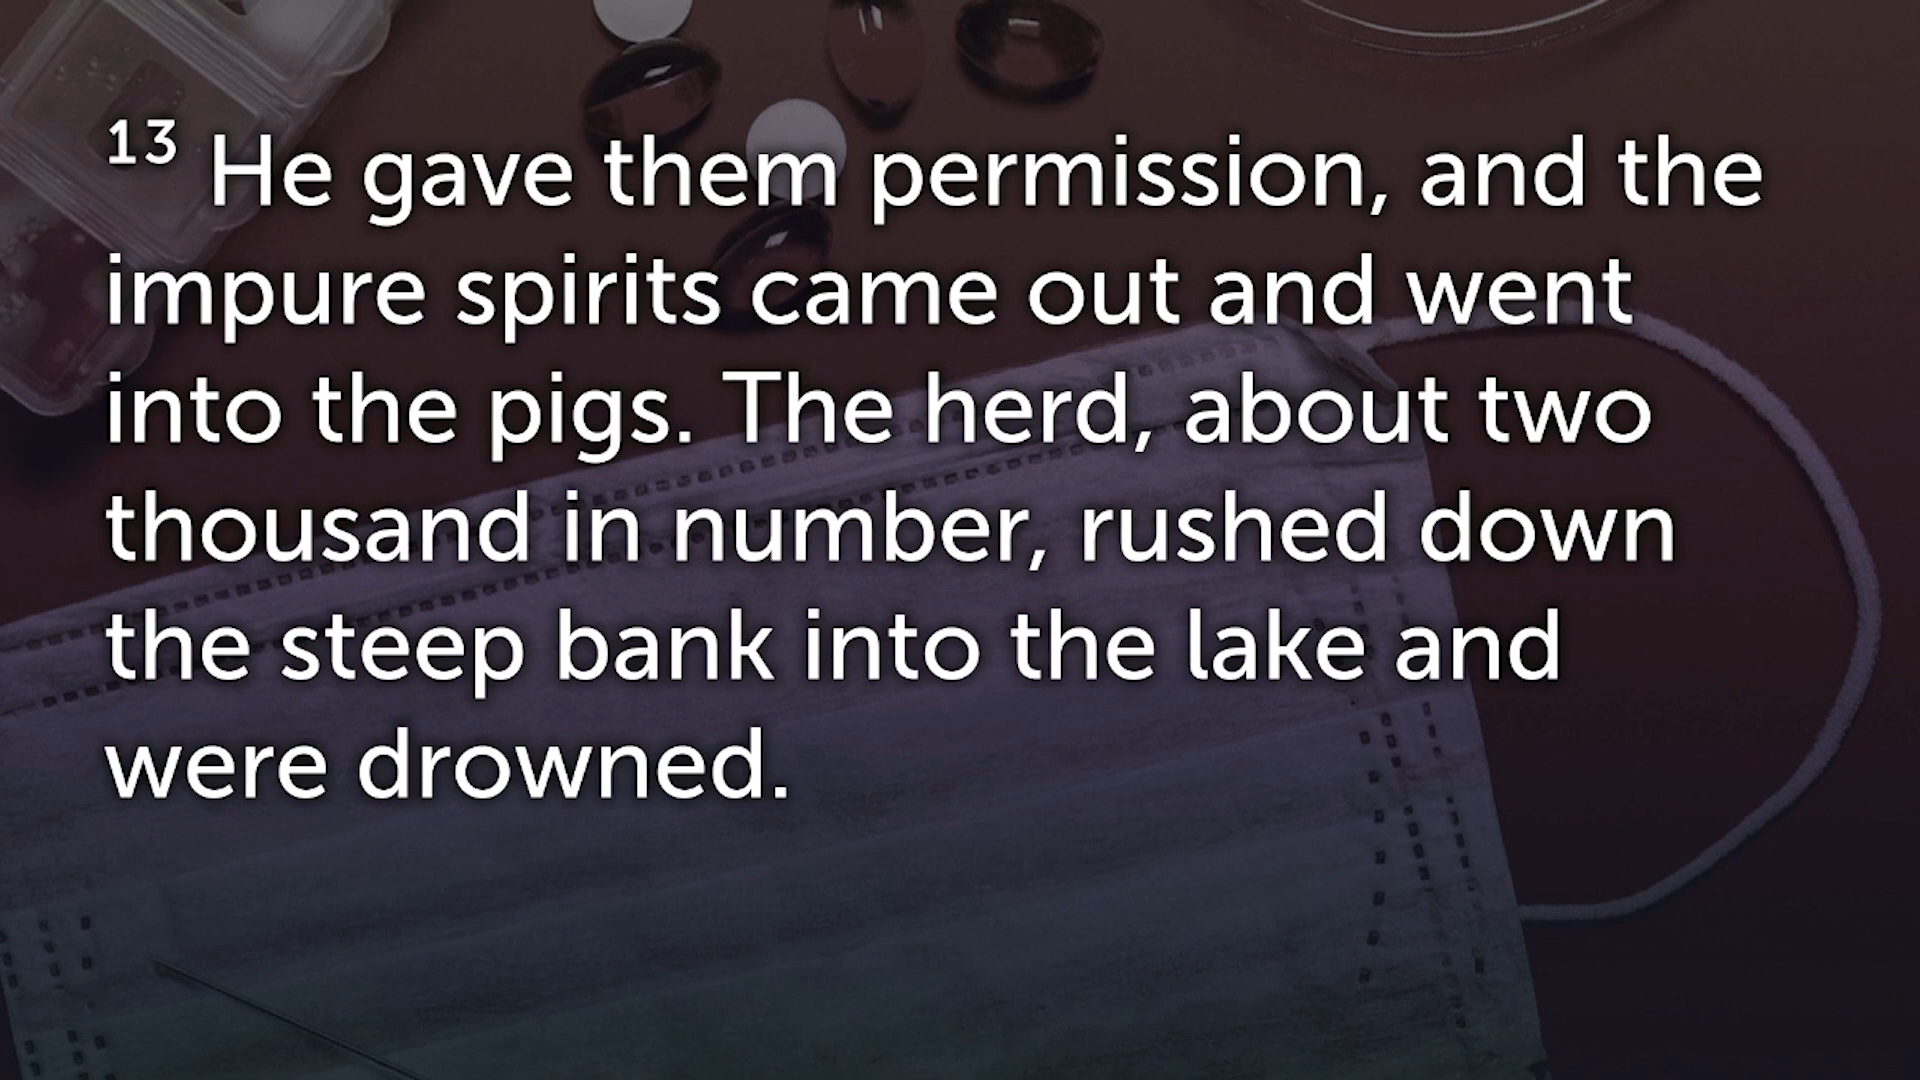 13 He gave them permission, and the
impure spirits came out and went
into the pigs. The herd, about two
thousand in number, rushed down
the steep bank into the lake and
were drowned.